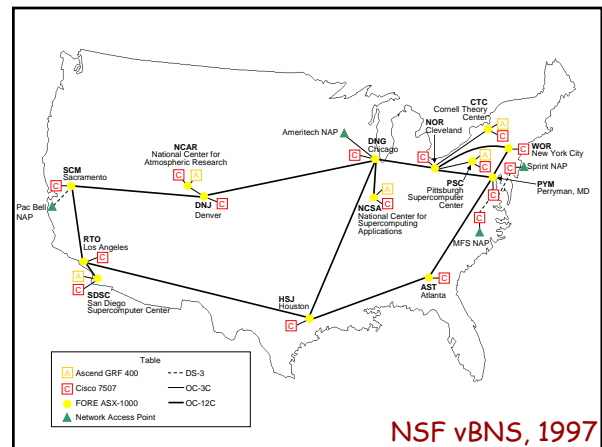 CTC
Cornell Theory
Center
A
C
NOR
Cleveland
C
WOR
New York City
C
Sprint NAP
C
Ameritech NAP
DNG
Chicago
C
NCAR
National Center for
Atmospheric Research
C
A
DNJ
Denver
C
SCM
Sacramento
C
Pac Bell
NAP
PSC
Pittsburgh
Supercomputer
Center
A
C
PYM
Perryman, MD
C
C
MFS NAP
A
C
NCSA
National Center for
Supercomputing
Applications
RTO
Los Angeles
C
A
C
SDSC
San Diego
Supercomputer Center
HSJ
Houston
C
AST
Atlanta
C
Table
A Ascend GRF 400
C Cisco 7507
FORE ASX-1000
Network Access Point
DS-3
OC-3C
OC-12C
NSF vBNS, 1997